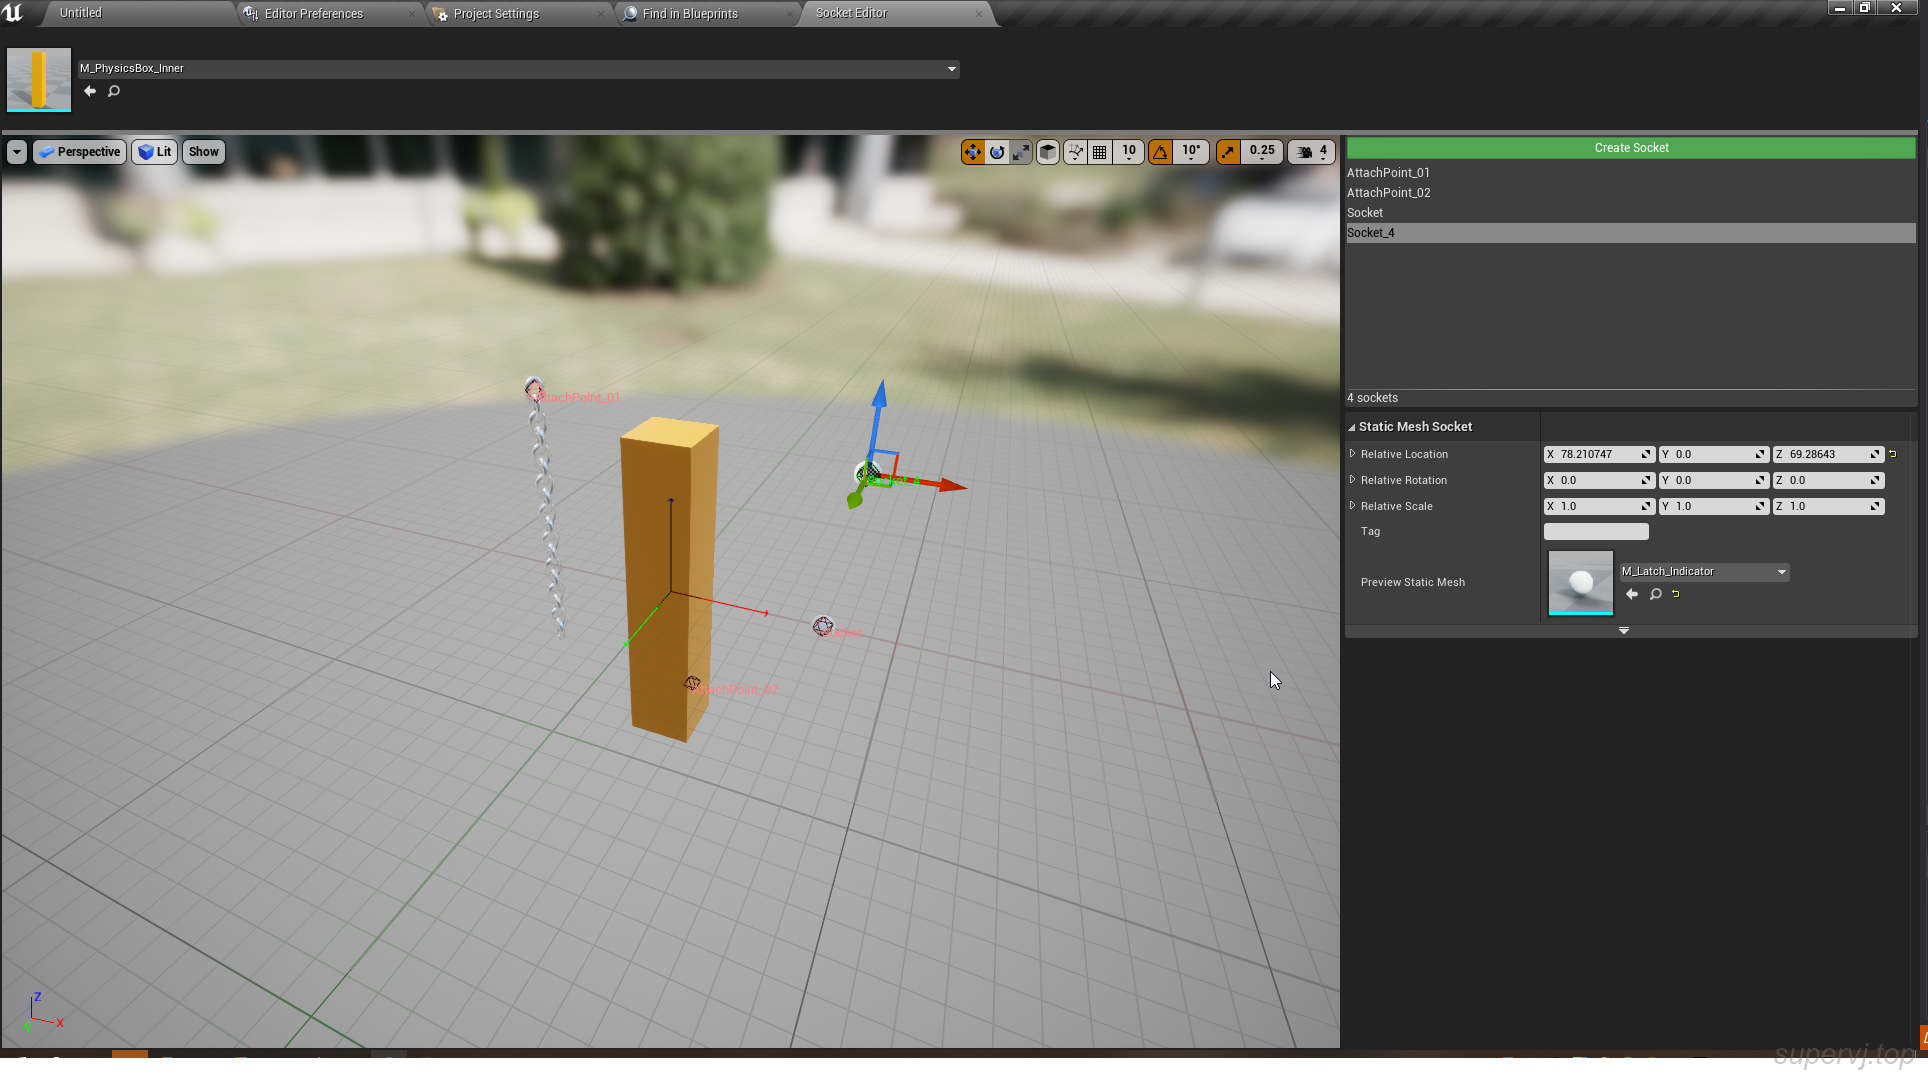 Untitled
Editor Preferences
Project Settings
Find in Blueprints
Socket Editor
M_PhysicsBox_Inner
Perspective
Lit
Show
10
10°
0.25
4
Create Socket
AttachPoint_01
AttachPoint_02
Socket
Socket_4
4 sockets
Static Mesh Socket
Relative Location X 78.210747 Y 0.0 Z 69.28643
Relative Rotation X 0.0 Y 0.0 Z 0.0
Relative Scale X 1.0 Y 1.0 Z 1.0
Tag
Preview Static Mesh
M_Latch_Indicator
AttachPoint_01
Socket
AttachPoint_02
Z
X
supervj.top